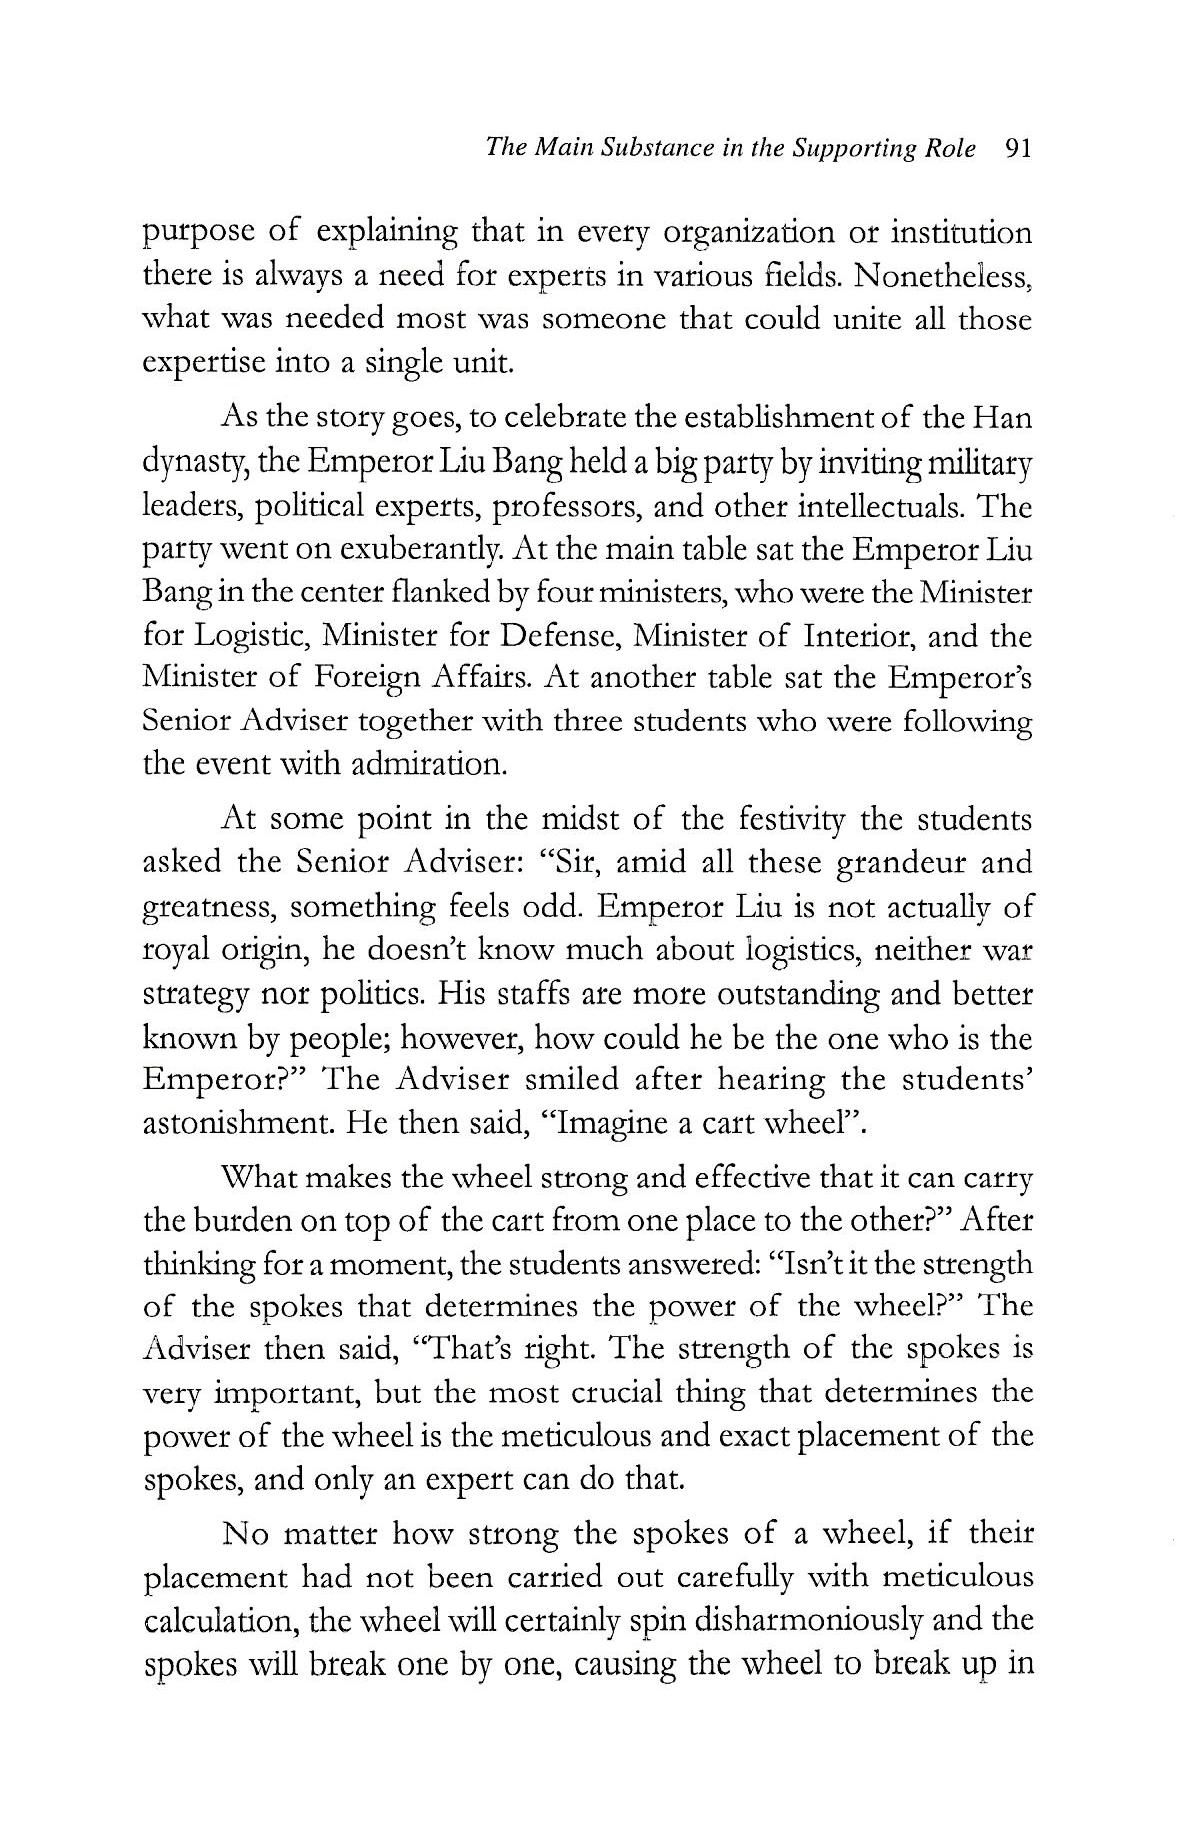 The Main Substance in the Supporting Role 91
purpose of explaining that in every organization or institution
there is always a need for experts in various fields. Nonetheless,
what was needed most was someone that could unite all those
expertise into a single unit.
As the story goes, to celebrate the establishment of the Han
dynasty, the Emperor Liu Bang held a big party by inviting military
leaders, political experts, professors, and other intellectuals. The
party went on exuberantly. At the main table sat the Emperor Liu
Bang in the center flanked by four ministers, who were the Minister
for Logistic, Minister for Defense, Minister of Interior, and the
Minister of Foreign Affairs. At another table sat the Emperor's
Senior Adviser together with three students who were following
the event with admiration.
At some point in the midst of the festivity the students
asked the Senior Adviser: “Sir, amid all these grandeur and
greatness, something feels odd. Emperor Liu is not actually of
royal origin, he doesn't know much about logistics, neither war
strategy nor politics. His staffs are more outstanding and better
known by people; however, how could he be the one who is the
Emperor?” The Adviser smiled after hearing the students'
astonishment. He then said, “Imagine a cart wheel”.
What makes the wheel strong and effective that it can carry
the burden on top of the cart from one place to the other?” After
thinking for a moment, the students answered: “Isn't it the strength
of the spokes that determines the power of the wheel?” The
Adviser then said, “That's right. The strength of the spokes is
very important, but the most crucial thing that determines the
power of the wheel is the meticulous and exact placement of the
spokes, and only an expert can do that.
No matter how strong the spokes of a wheel, if their
placement had not been carried out carefully with meticulous
calculation, the wheel will certainly spin disharmoniously and the
spokes will break one by one, causing the wheel to break up in